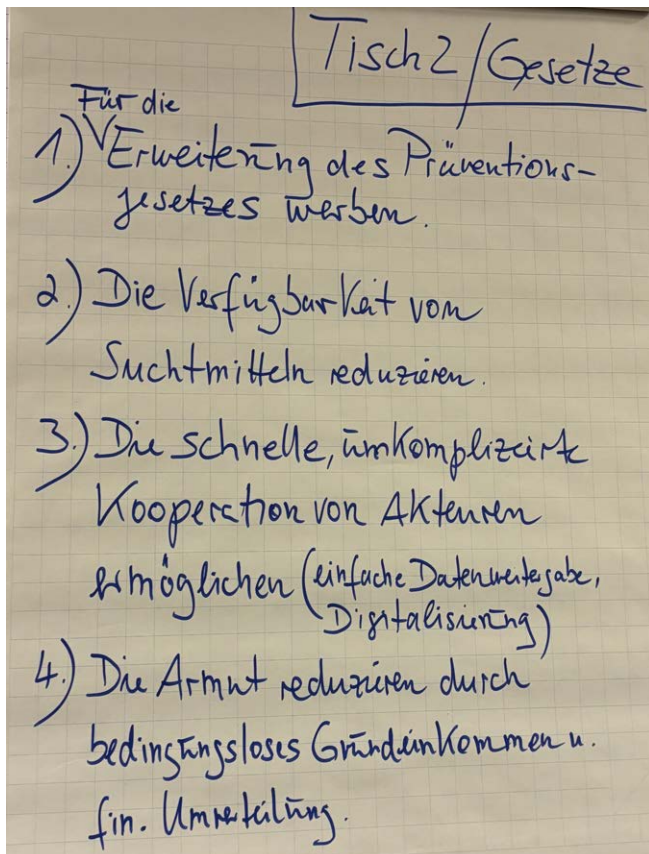 Tisch 2 / Gesetze
Für die
1.) Erweiterung des Präventions-
gesetzes werben.
2.) Die Verfügbarkeit von
Suchtmitteln reduzieren.
3.) Die schnelle, unkomplizierte
Kooperation von Akteuren
ermöglichen (einfache Datenweitergabe,
Digitalisierung)
4.) Die Armut reduzieren durch
bedingungsloses Grundeinkommen u.
fin. Umverteilung.